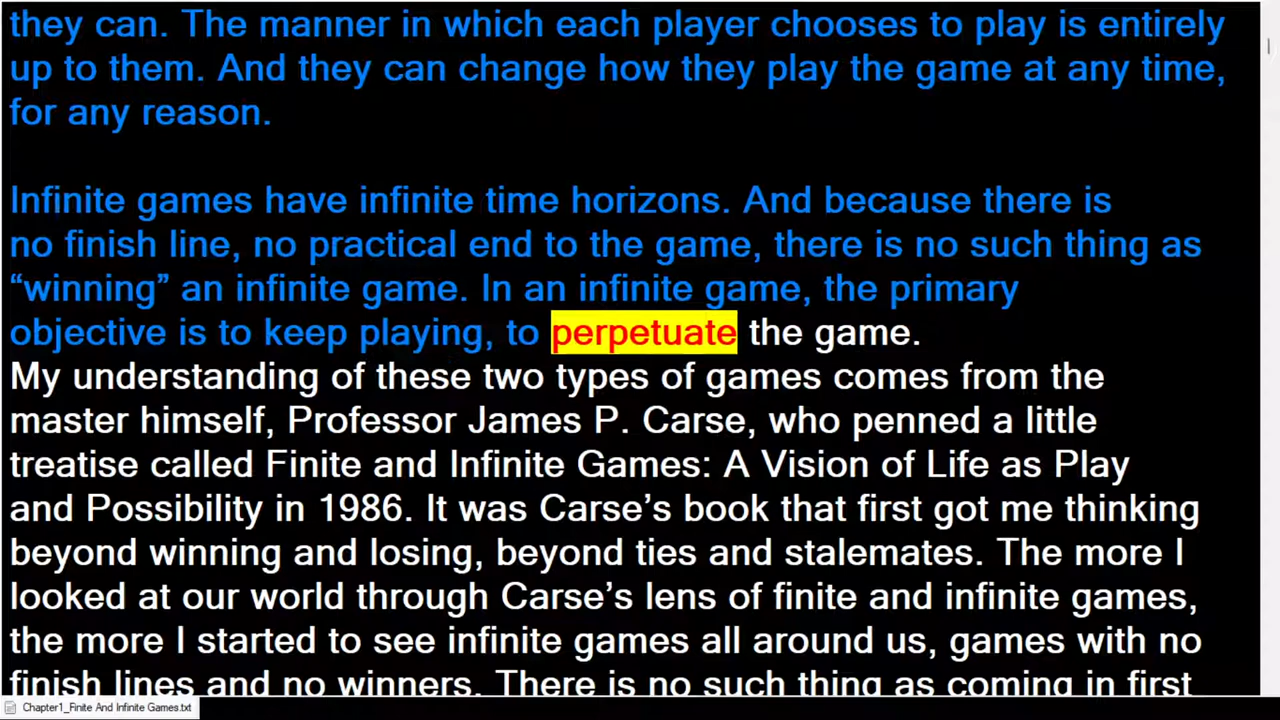 they can. The manner in which each player chooses to play is entirely
up to them. And they can change how they play the game at any time,
for any reason.
Infinite games have infinite time horizons. And because there is
no finish line, no practical end to the game, there is no such thing as
“winning” an infinite game. In an infinite game, the primary
objective is to keep playing, to perpetuate the game.
My understanding of these two types of games comes from the
master himself, Professor James P. Carse, who penned a little
treatise called Finite and Infinite Games: A Vision of Life as Play
and Possibility in 1986. It was Carse’s book that first got me thinking
beyond winning and losing, beyond ties and stalemates. The more I
looked at our world through Carse’s lens of finite and infinite games,
the more I started to see infinite games all around us, games with no
finish lines and no winners. There is no such thing as coming in first
Chapter1_Finite And Infinite Games.txt